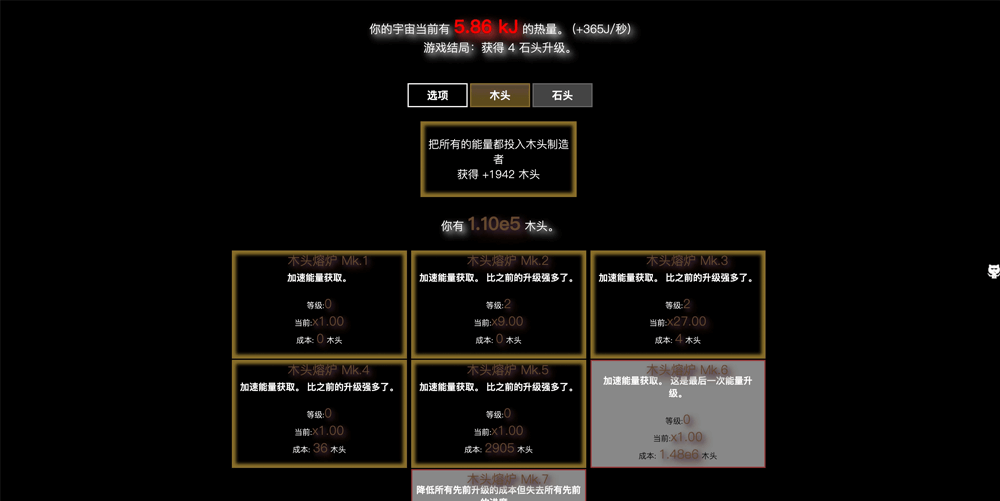 你的宇宙当前有 5.86 kJ 的热量。 (+365J/秒)
游戏结局：获得 4 石头升级。
选项 木头 石头
把所有的能量都投入木头制造
者
获得 +1942 木头
你有 1.10e5 木头。
木头熔炉 Mk.1
加速能量获取。
等级:0
当前:x1.00
成本: 0 木头
木头熔炉 Mk.2
加速能量获取。 比之前的升级强多了。
等级:2
当前:x9.00
成本: 0 木头
木头熔炉 Mk.3
加速能量获取。 比之前的升级强多了。
等级:2
当前:x27.00
成本: 4 木头
木头熔炉 Mk.4
加速能量获取。 比之前的升级强多了。
等级:0
当前:x1.00
成本: 36 木头
木头熔炉 Mk.5
加速能量获取。 比之前的升级强多了。
等级:0
当前:x1.00
成本: 2905 木头
木头熔炉 Mk.6
加速能量获取。 这是最后一次能量升
级。
等级:0
当前:x1.00
成本: 1.48e6 木头
木头熔炉 Mk.7
降低所有先前升级的成本但失去所有先前
的进度